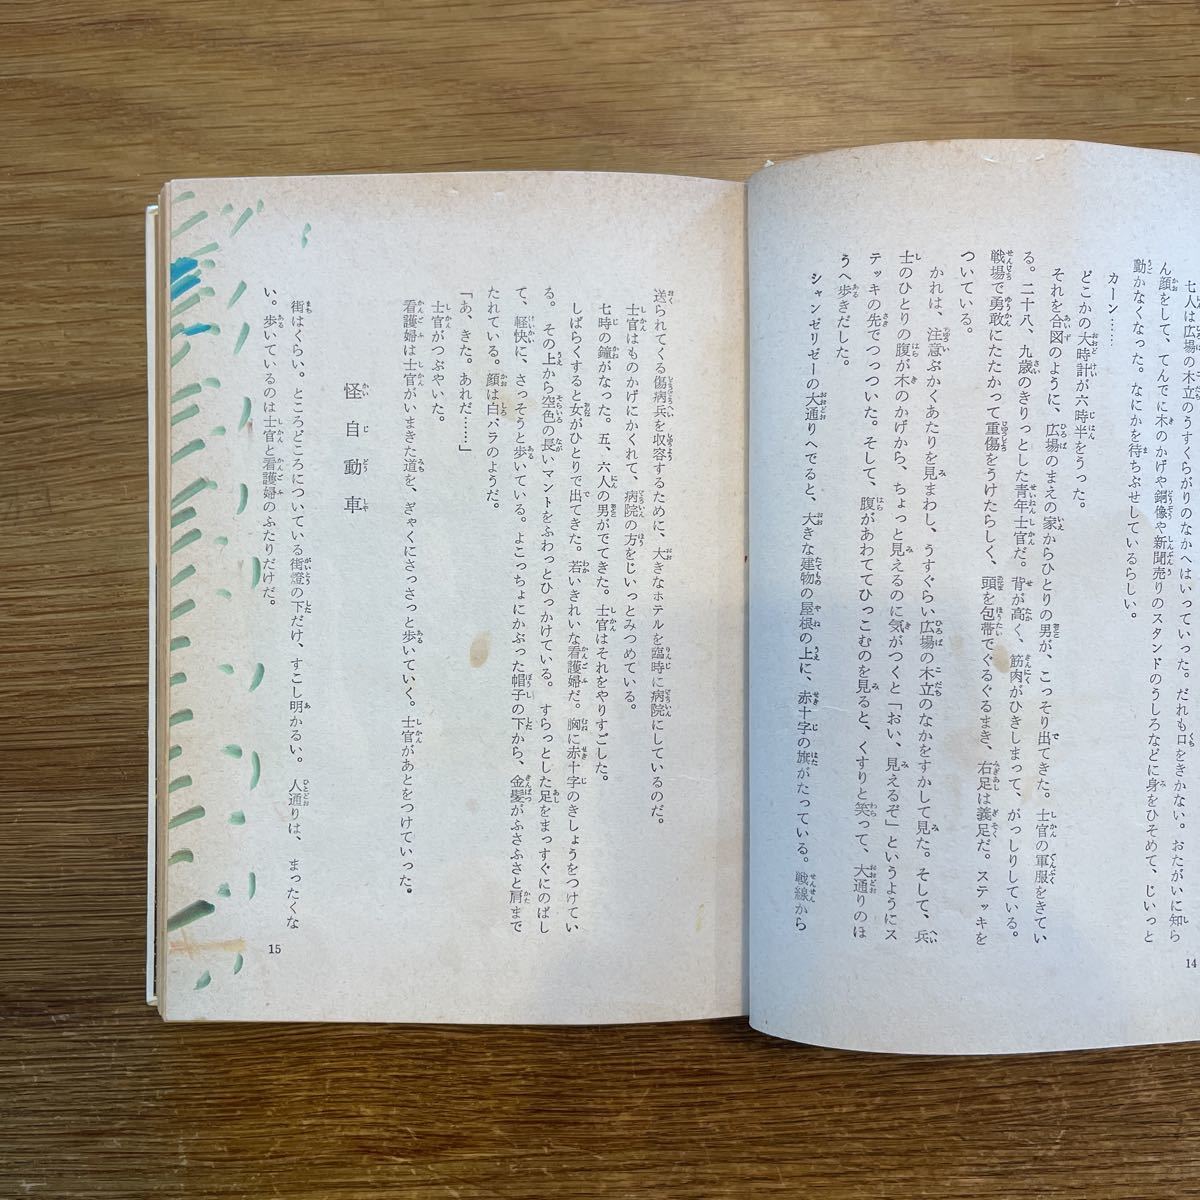 七人は広場の木立のうすくらがりのなかへはいっていった。だれも口をきかない。おたがいに知ら
ん顔をして、てんでに木のかげや銅像や新聞売りのスタンドのうしろなどに身をひそめて、じいっと
動かなくなった。なにかを待ちぶせしているらしい。
カーン……
どこかの大時計が六時半をうった。
それを合図のように、広場のまえの家からひとりの男が、こっそり出てきた。士官の軍服をきてい
る。二十八、九歳のきりっとした青年士官だ。背が高く、筋肉がひきしまって、がっしりしている。
戦場で勇敢にたたかって重傷をうけたらしく、頭を包帯でぐるぐるまき、右足は義足だ。ステッキを
ついている。
かれは、注意ぶかくあたりを見まわし、うすぐらい広場の木立のなかをすかして見た。そして、兵
士のひとりの腹が木のかげから、ちょっと見えるのに気がつくと「おい、見えるぞ」というようにス
テッキの先でつっついた。そして、腹があわててひっこむのを見ると、くすりと笑って、大通りのほ
うへ歩きだした。
シャンゼリゼーの大通りへでると、大きな建物の屋根の上に、赤十字の旗がたっている。戦線から
14
送られてくる傷病兵を収容するために、大きなホテルを臨時に病院にしているのだ。
士官はものかげにかくれて、病院の方をじいっとみつめている。
七時の鐘がなった。五、六人の男がでてきた。士官はそれをやりすごした。
しばらくすると女がひとりで出てきた。若いきれいな看護婦だ。胸に赤十字のきしょうをつけてい
る。その上から空色の長いマントをふわっとひっかけている。すらっとした足をまっすぐにのばし
て、軽快に、さっそうと歩いている。よこっちょにかぶった帽子の下から、金髪がふさふさと肩まで
たれている。顔は白バラのようだ。
「あ、きた。あれだ……」
士官がつぶやいた。
看護婦は士官がいまきた道を、ぎゃくにさっさっと歩いていく。士官があとをつけていった。
怪自動車
街はくらい。ところどころについている街燈の下だけ、すこし明かるい。人通りは、まったくな
い。歩いているのは士官と看護婦のふたりだけだ。
15